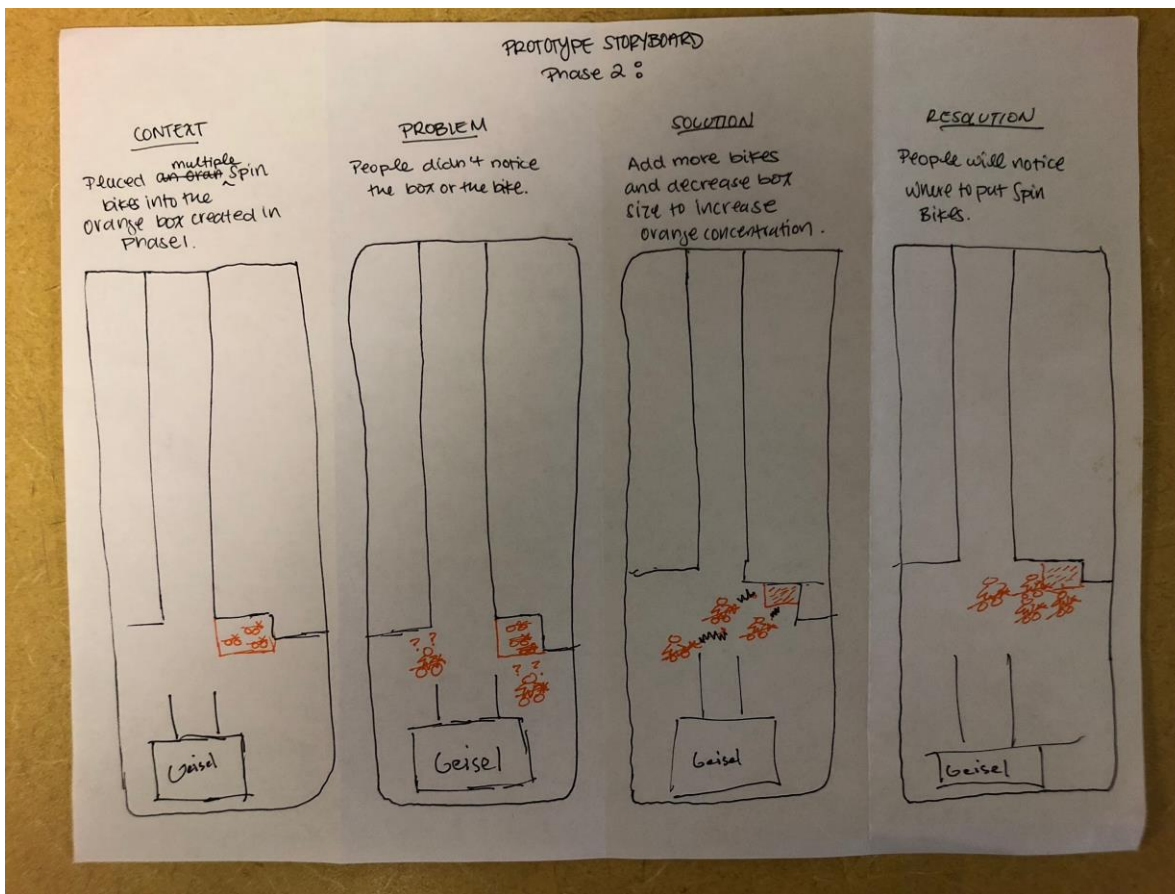 PROTOTYPE STORYBOARD
Phase 2 :
CONTEXT
multiple
Placed an oran Spin
bikes into the
orange box created in
Phase1.
PROBLEM
People didn't notice
the box or the bike.
SOLUTION
Add more bikes
and decrease box
size to increase
orange concentration.
RESOLUTION
People will notice
where to put Spin
Bikes.
? ?
? ?
Geisel
Geisel
Geisel
Geisel